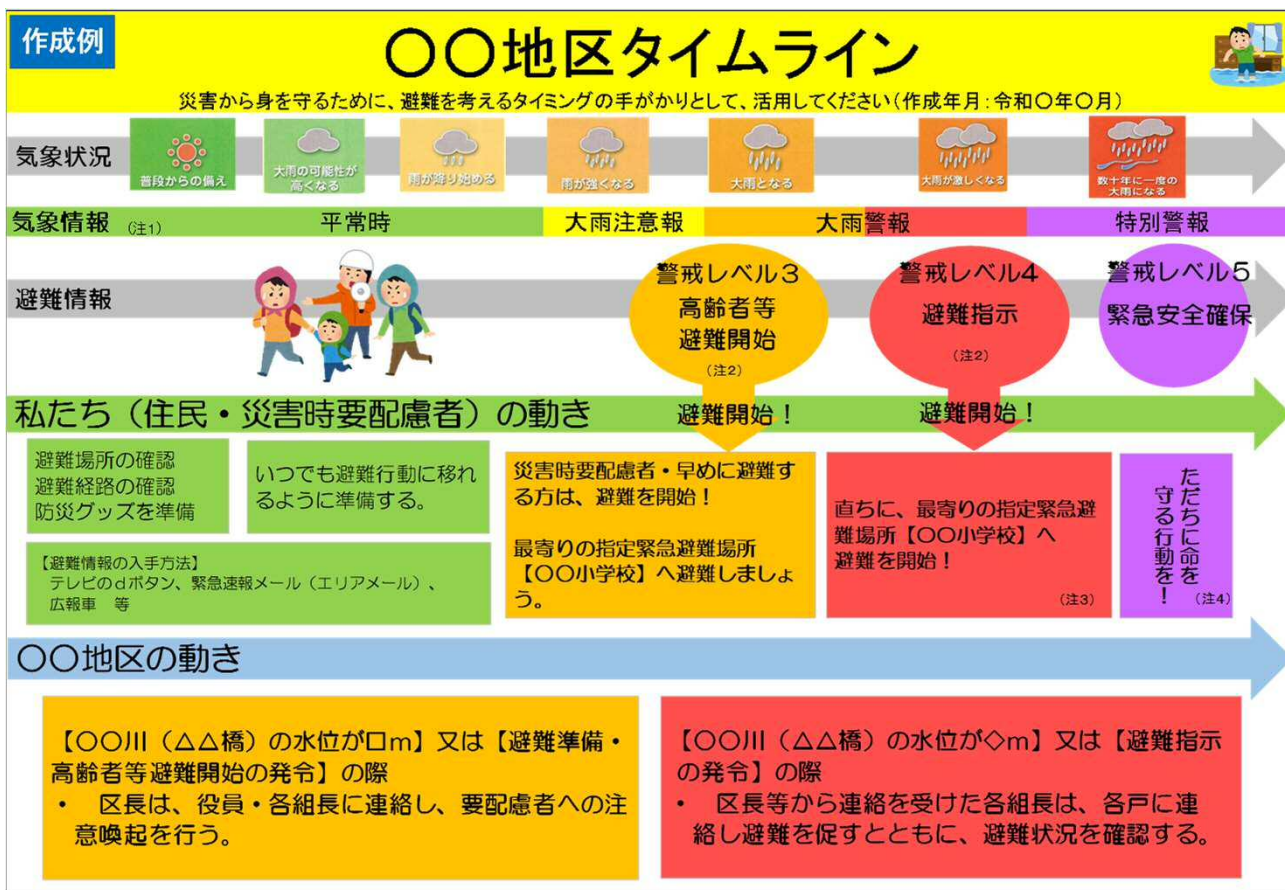 作成例
〇〇地区タイムライン
災害から身を守るために、避難を考えるタイミングの手がかりとして、活用してください(作成年月:令和〇年〇月)
気象状況
普段からの備え
大雨の可能性が
高くなる
雨が降り始める
雨が強くなる
大雨となる
大雨が激しくなる
数十年に一度の
大雨になる
気象情報 (注1)
平常時
大雨注意報
大雨警報
特別警報
避難情報
警戒レベル3
高齢者等
避難開始
(注2)
警戒レベル4
避難指示
(注2)
警戒レベル5
緊急安全確保
私たち(住民・災害時要配慮者)の動き
避難開始!
避難開始!
避難場所の確認
避難経路の確認
防災グッズを準備
いつでも避難行動に移れ
るように準備する。
【避難情報の入手方法】
テレビのdボタン、緊急速報メール(エリアメール)、
広報車 等
災害時要配慮者・早めに避難す
る方は、避難を開始!
最寄りの指定緊急避難場所
【〇〇小学校】へ避難しましょ
う。
直ちに、最寄りの指定緊急避
難場所【〇〇小学校】へ
避難を開始!
(注3)
ただちに命を
守る行動を!
(注4)
〇〇地区の動き
【〇〇川(△△橋)の水位が□m】又は【避難準備・
高齢者等避難開始の発令】の際
・ 区長は、役員・各組長に連絡し、要配慮者への注
意喚起を行う。
【〇〇川(△△橋)の水位が◇m】又は【避難指示
の発令】の際
・ 区長等から連絡を受けた各組長は、各戸に連
絡し避難を促すとともに、避難状況を確認する。